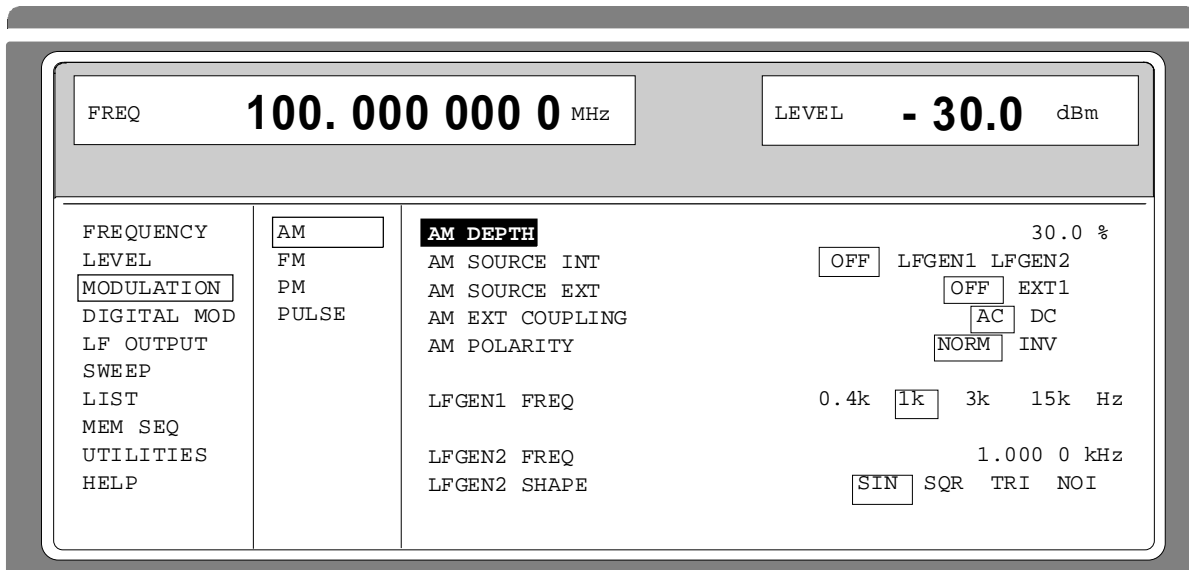 FREQ 100. 000 000 0 MHz LEVEL - 30.0 dBm
FREQUENCY AM AM DEPTH 30.0 %
LEVEL FM AM SOURCE INT OFF LFGEN1 LFGEN2
MODULATION PM AM SOURCE EXT OFF EXT1
DIGITAL MOD PULSE AM EXT COUPLING AC DC
LF OUTPUT AM POLARITY NORM INV
SWEEP
LIST LFGEN1 FREQ 0.4k 1k 3k 15k Hz
MEM SEQ
UTILITIES LFGEN2 FREQ 1.000 0 kHz
HELP LFGEN2 SHAPE SIN SQR TRI NOI